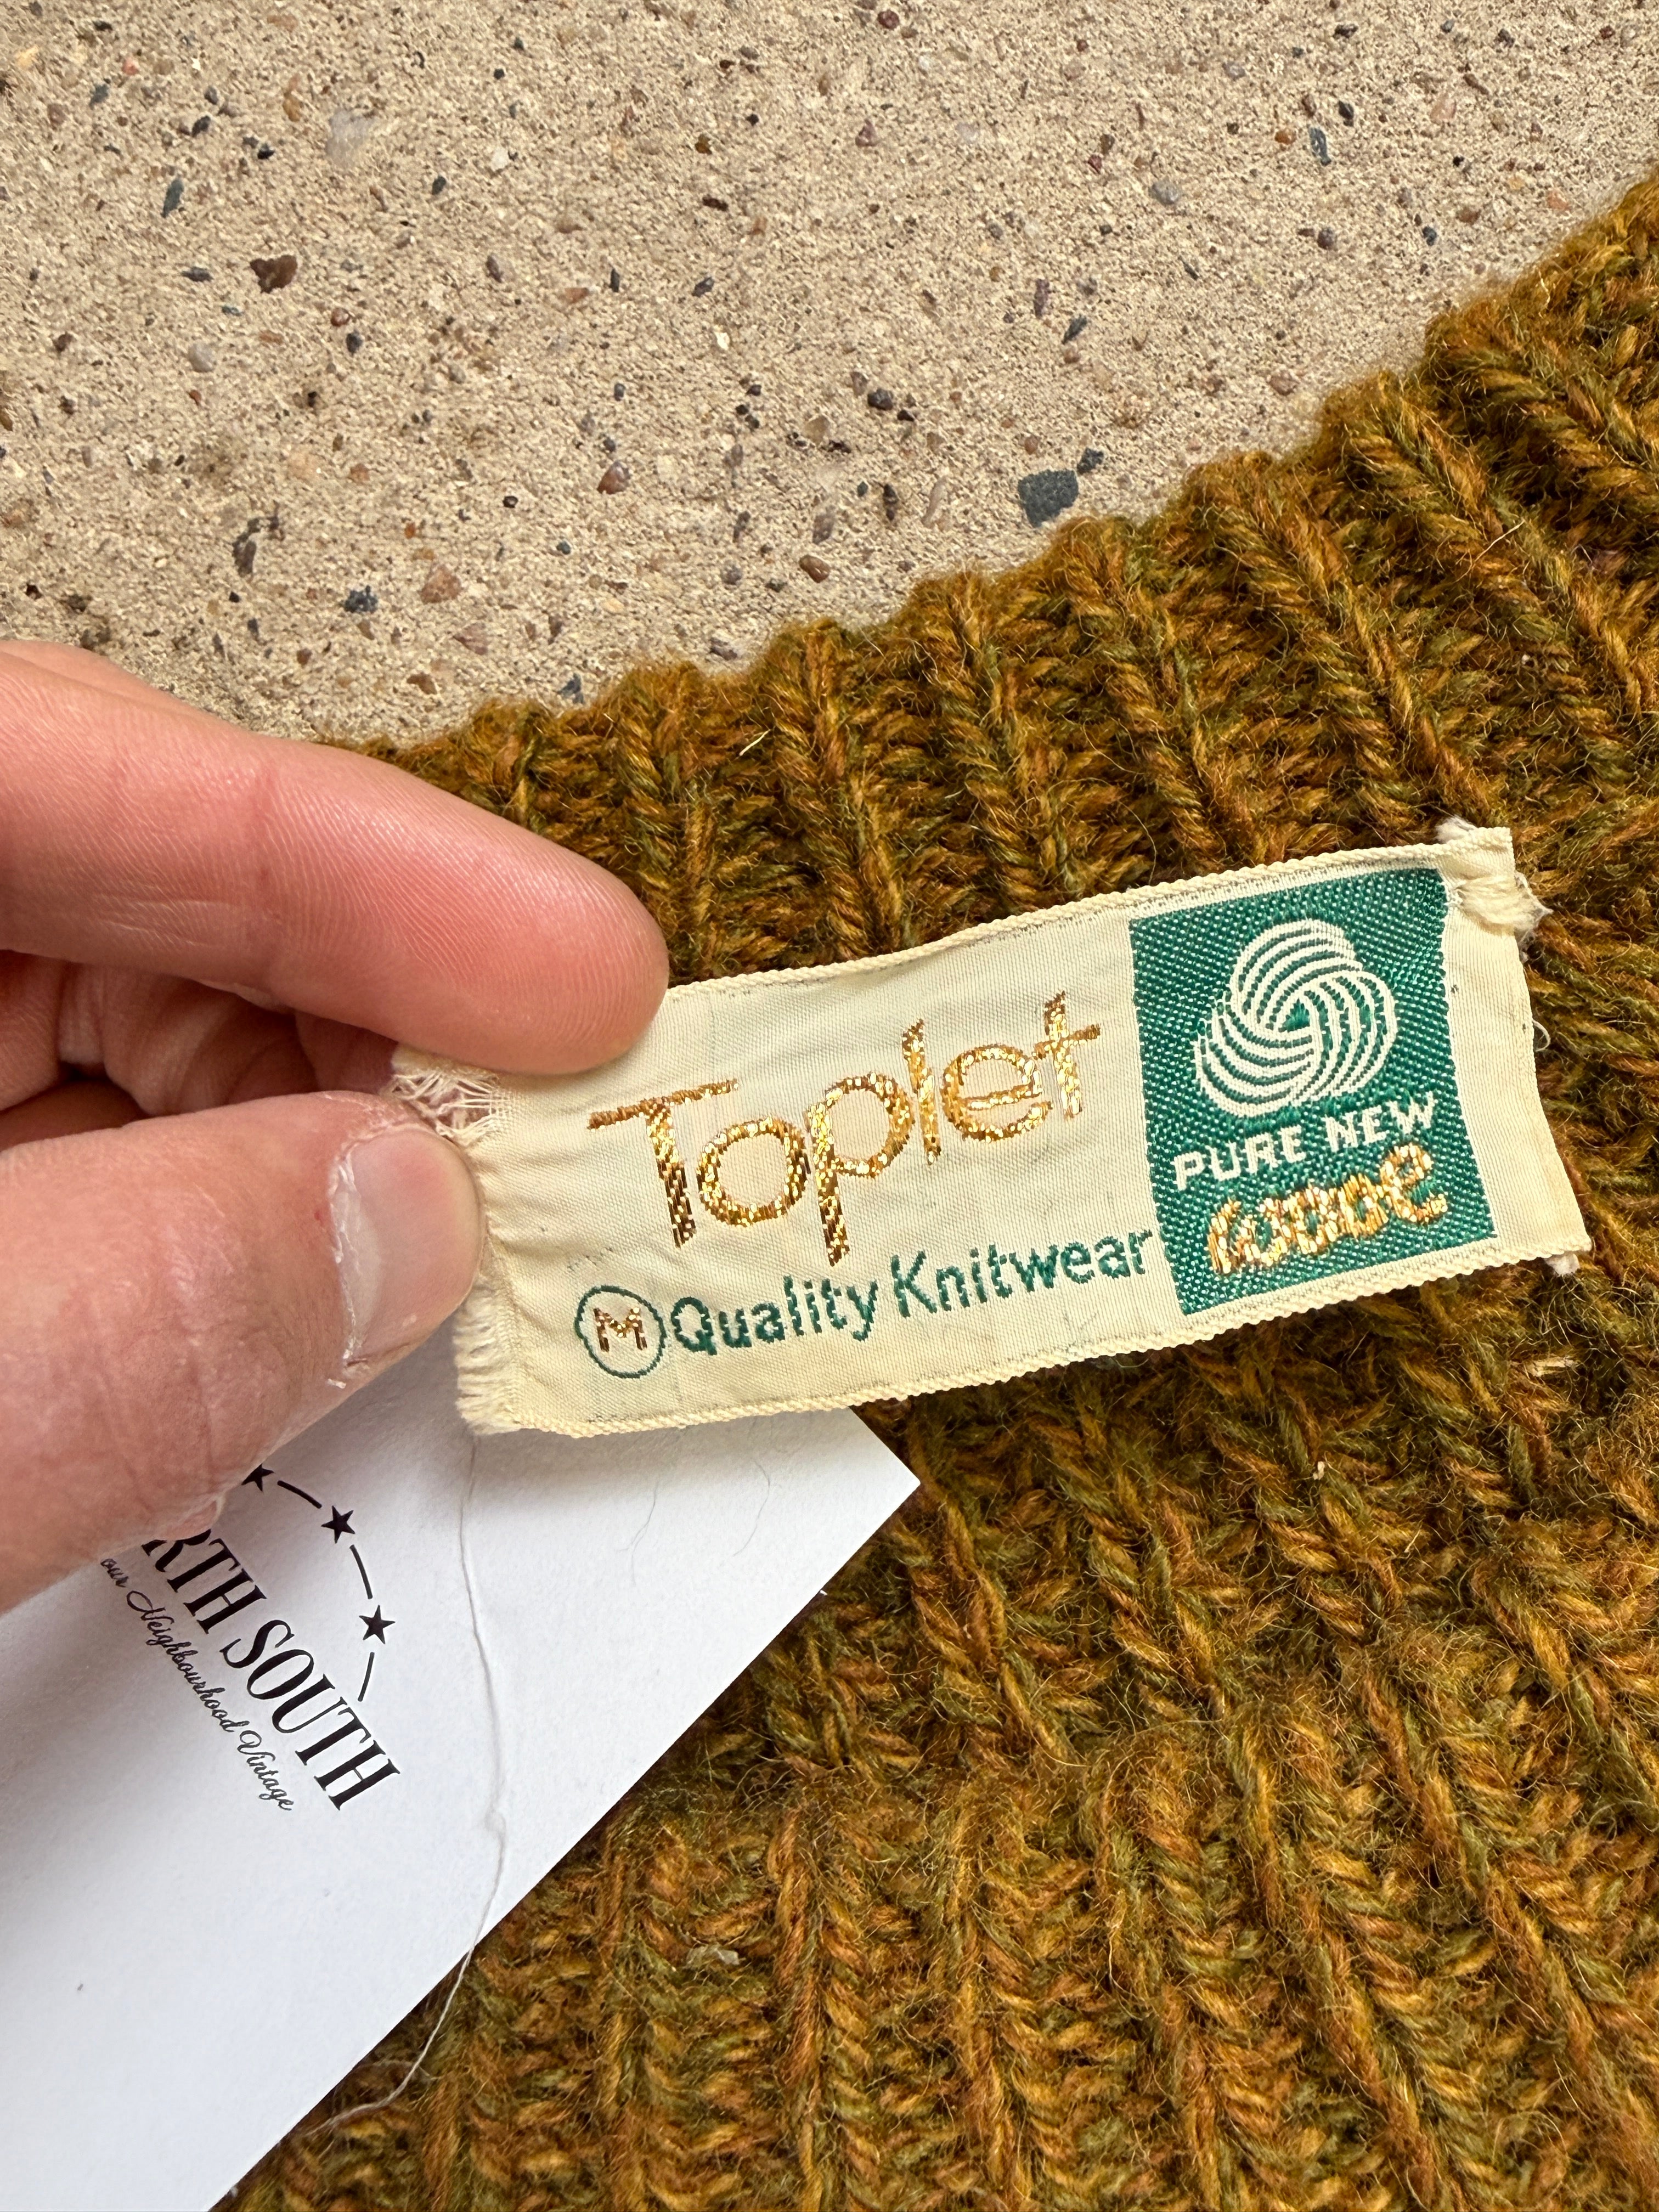 Toplet
M Quality Knitwear
PURE NEW
WOOL
RTH SOUTH
our Neighbourhood Vintage